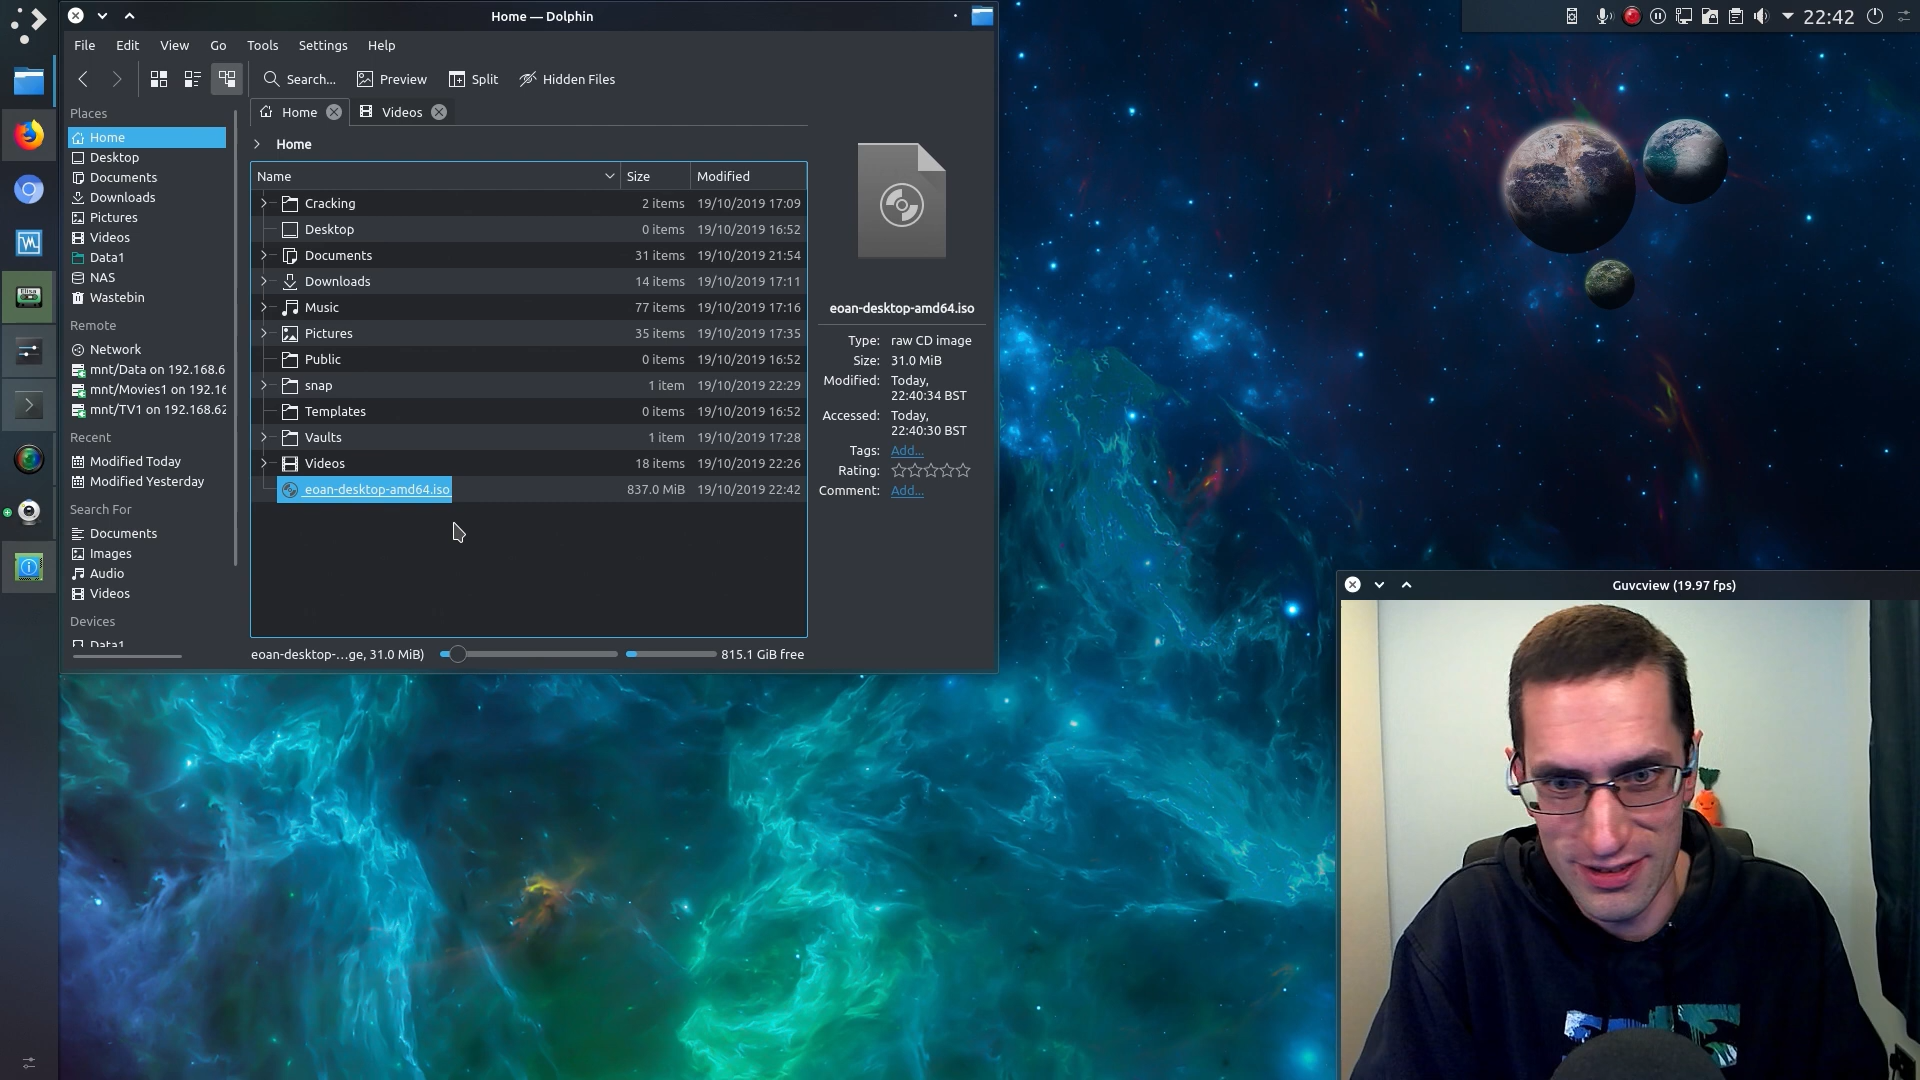 Home — Dolphin
22:42
File Edit View Go Tools Settings Help
Search... Preview Split Hidden Files
Places
Home
Desktop
Documents
Downloads
Pictures
Videos
Data1
NAS
Wastebin
Remote
Network
mnt/Data on 192.168.6
mnt/Movies1 on 192.16
mnt/TV1 on 192.168.62
Recent
Modified Today
Modified Yesterday
Search For
Documents
Images
Audio
Videos
Devices
Data1
Home Videos
Home
Name Size Modified
Cracking 2 items 19/10/2019 17:09
Desktop 0 items 19/10/2019 16:52
Documents 31 items 19/10/2019 21:54
Downloads 14 items 19/10/2019 17:11
Music 77 items 19/10/2019 17:16
Pictures 35 items 19/10/2019 17:35
Public 0 items 19/10/2019 16:52
snap 1 item 19/10/2019 22:29
Templates 0 items 19/10/2019 16:52
Vaults 1 item 19/10/2019 17:28
Videos 18 items 19/10/2019 22:26
eoan-desktop-amd64.iso 837.0 MiB 19/10/2019 22:42
eoan-desktop-...ge, 31.0 MiB) 815.1 GiB free
eoan-desktop-amd64.iso
Type: raw CD image
Size: 31.0 MiB
Modified: Today,
22:40:34 BST
Accessed: Today,
22:40:30 BST
Tags: Add...
Rating:
Comment: Add...
Elisa
Guvcview (19.97 fps)